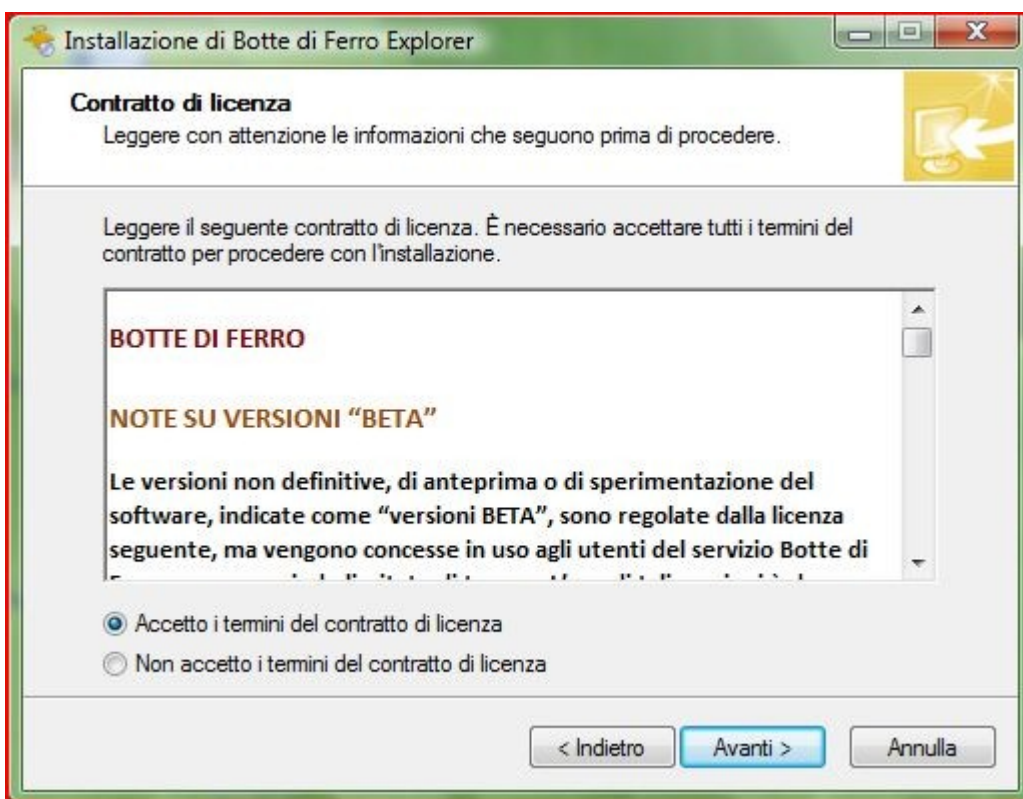 Installazione di Botte di Ferro Explorer
Contratto di licenza
Leggere con attenzione le informazioni che seguono prima di procedere.
Leggere il seguente contratto di licenza. È necessario accettare tutti i termini del
contratto per procedere con l'installazione.
BOTTE DI FERRO
NOTE SU VERSIONI “BETA”
Le versioni non definitive, di anteprima o di sperimentazione del
software, indicate come “versioni BETA”, sono regolate dalla licenza
seguente, ma vengono concesse in uso agli utenti del servizio Botte di
Accetto i termini del contratto di licenza
Non accetto i termini del contratto di licenza
< Indietro
Avanti >
Annulla